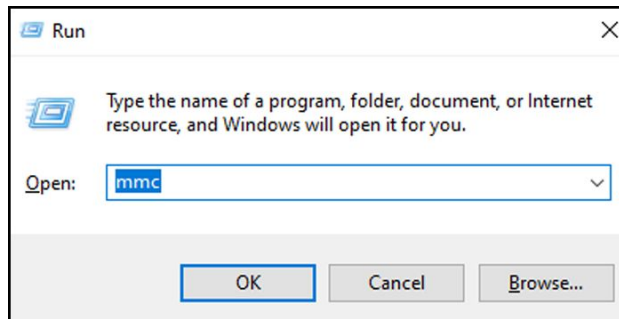 Run
Type the name of a program, folder, document, or Internet
resource, and Windows will open it for you.
Open: mmc
OK Cancel Browse...